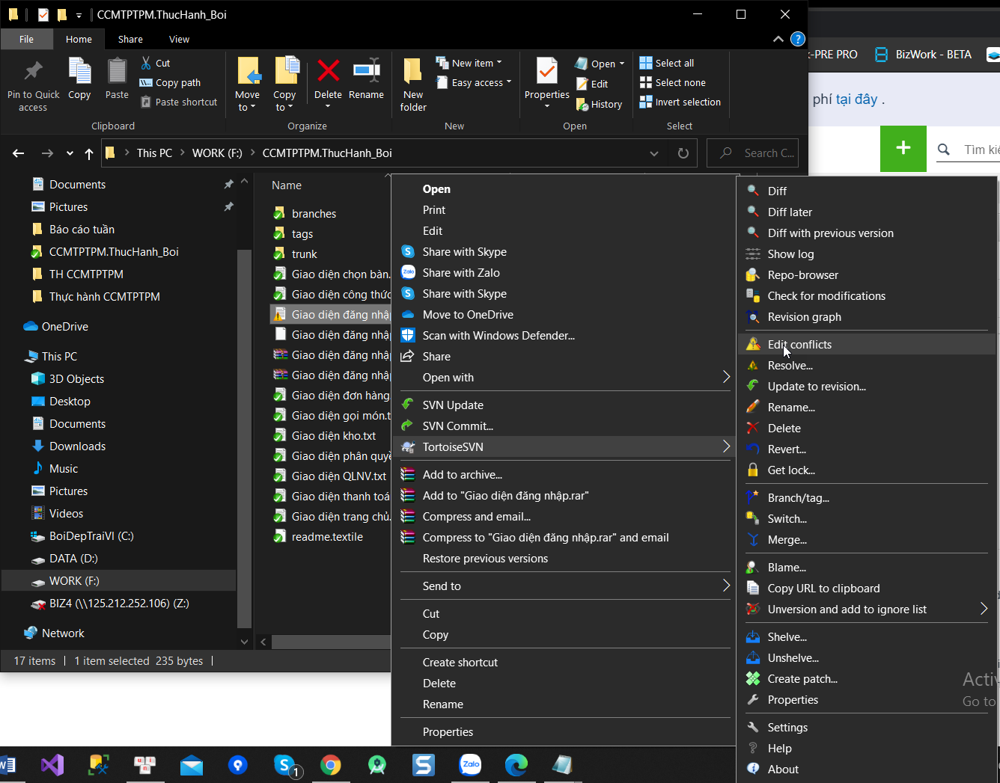 CCMTPTPM.ThucHanh_Boi
File Home Share View
Pin to Quick access
Copy
Paste
Cut
Copy path
Paste shortcut
Clipboard
Move to
Copy to
Delete
Rename
Organize
New folder
New item
Easy access
New
Properties
Open
Edit
History
Open
Select all
Select none
Invert selection
Select
-PRE PRO
BizWork - BETA
phí tại đây .
This PC > WORK (F:) > CCMTPTPM.ThucHanh_Boi
Search C...
Documents
Pictures
Báo cáo tuần
CCMTPTPM.ThucHanh_Boi
TH CCMTPTPM
Thực hành CCMTPTPM
OneDrive
This PC
3D Objects
Desktop
Documents
Downloads
Music
Pictures
Videos
BoiDepTraiVl (C:)
DATA (D:)
WORK (F:)
BIZ4 (\\125.212.252.106) (Z:)
Network
17 items 1 item selected 235 bytes
Name
branches
tags
trunk
Giao diện chọn bàn.
Giao diện công thức
Giao diện đăng nhập
Giao diện đăng nhập
Giao diện đăng nhập
Giao diện đăng nhập
Giao diện đơn hàng
Giao diện gọi món.t
Giao diện kho.txt
Giao diện phân quyề
Giao diện QLNV.txt
Giao diện thanh toá
Giao diện trang chủ.
readme.textile
Open
Print
Edit
Share with Skype
Share with Zalo
Share with Skype
Move to OneDrive
Scan with Windows Defender...
Share
Open with
SVN Update
SVN Commit...
TortoiseSVN
Add to archive...
Add to "Giao diện đăng nhập.rar"
Compress and email...
Compress to "Giao diện đăng nhập.rar" and email
Restore previous versions
Send to
Cut
Copy
Create shortcut
Delete
Rename
Properties
Tìm kiế
Diff
Diff later
Diff with previous version
Show log
Repo-browser
Check for modifications
Revision graph
Edit conflicts
Resolve...
Update to revision...
Rename...
Delete
Revert...
Get lock...
Branch/tag...
Switch...
Merge...
Blame...
Copy URL to clipboard
Unversion and add to ignore list
Shelve...
Unshelve...
Create patch...
Properties
Settings
Help
About
Activ
Go to
1
Zalo